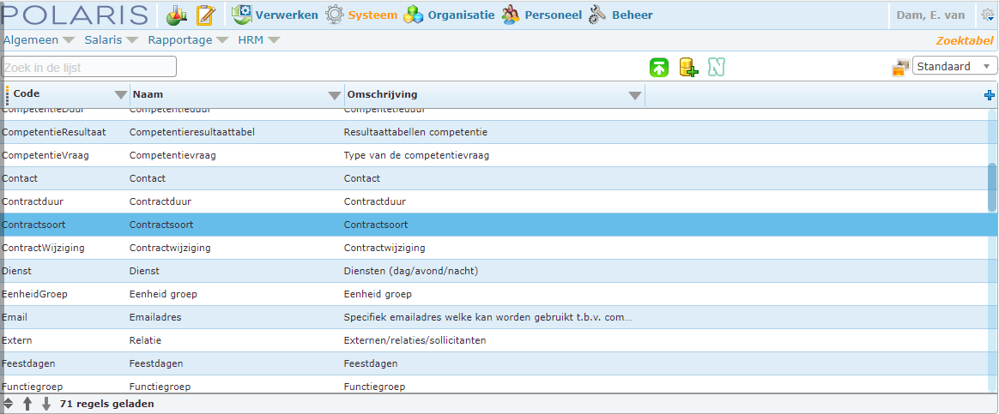 POLARIS Verwerken Systeem Organisatie Personeel Beheer Dam, E. van
Algemeen Salaris Rapportage HRM Zoektabel
Zoek in de lijst N Standaard
Code Naam Omschrijving
CompetentieDuur Competentieduur Compententieduur
CompetentieResultaat Competentieresultaattabel Resultaattabellen competentie
CompetentieVraag Competentievraag Type van de competentievraag
Contact Contact Contact
Contractduur Contractduur Contractduur
Contractsoort Contractsoort Contractsoort
ContractWijziging Contractwijziging Contractwijziging
Dienst Dienst Diensten (dag/avond/nacht)
EenheidGroep Eenheid groep Eenheid groep
Email Emailadres Specifiek emailadres welke kan worden gebruikt t.b.v. com...
Extern Relatie Externen/relaties/sollicitanten
Feestdagen Feestdagen Feestdagen
Functiegroep Functiegroep Functiegroep
71 regels geladen